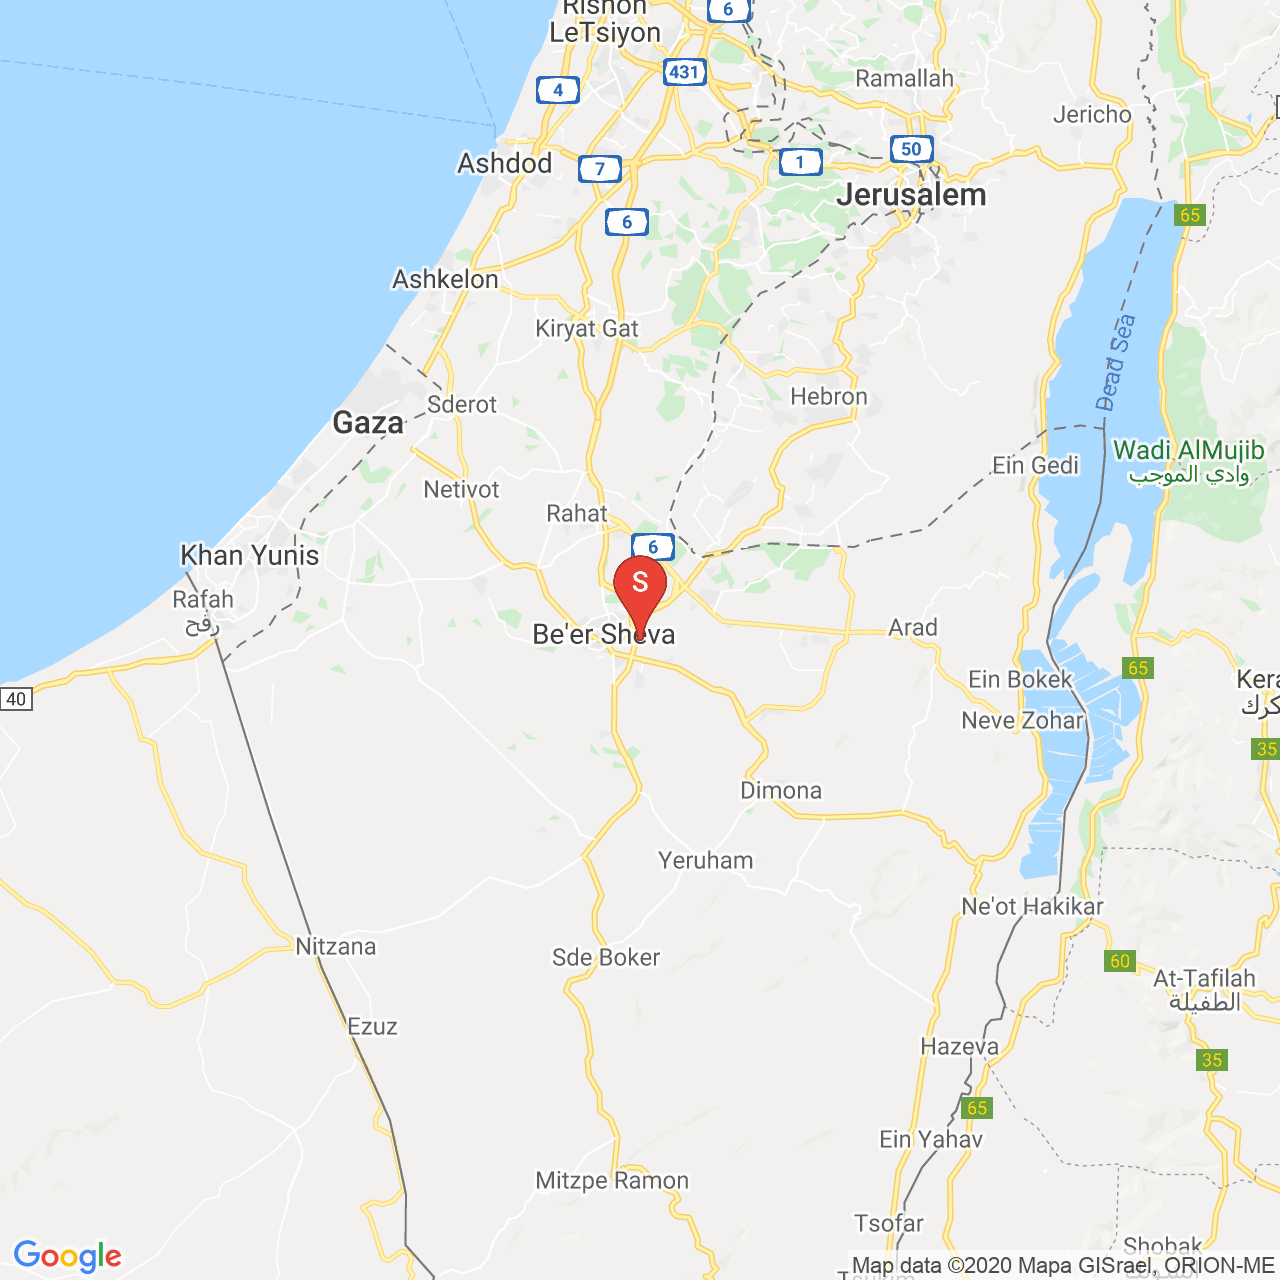 6
Rishon
LeTsiyon
431
Ramallah
4
Jericho
50
Ashdod
7
1
Jerusalem
6
65
Ashkelon
Kiryat Gat
Dead Sea
Hebron
Sderot
Gaza
Wadi AlMujib
وادي الموجب
Ein Gedi
Netivot
Rahat
6
Khan Yunis
S
Rafah
رفح
Be'er Sheva
Arad
65
Ein Bokek
40
Neve Zohar
35
Dimona
Yeruham
Ne'ot Hakikar
Nitzana
Sde Boker
60
At-Tafilah
الطفيلة
Ezuz
Hazeva
35
65
Ein Yahav
Mitzpe Ramon
Tsofar
Shobak
Google
Map data ©2020 Mapa GISrael, ORION-ME